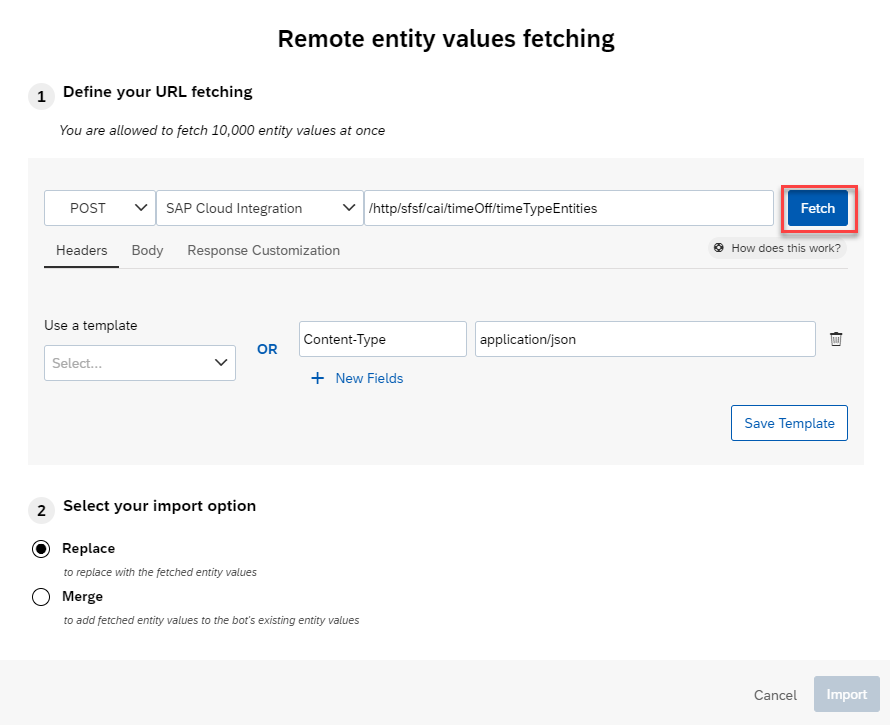 Remote entity values fetching
1 Define your URL fetching
You are allowed to fetch 10,000 entity values at once
POST SAP Cloud Integration /http/sfsf/cai/timeOff/timeTypeEntities Fetch
Headers Body Response Customization How does this work?
Use a template
Select... OR Content-Type application/json
+ New Fields
Save Template
2 Select your import option
Replace
to replace with the fetched entity values
Merge
to add fetched entity values to the bot's existing entity values
Cancel Import